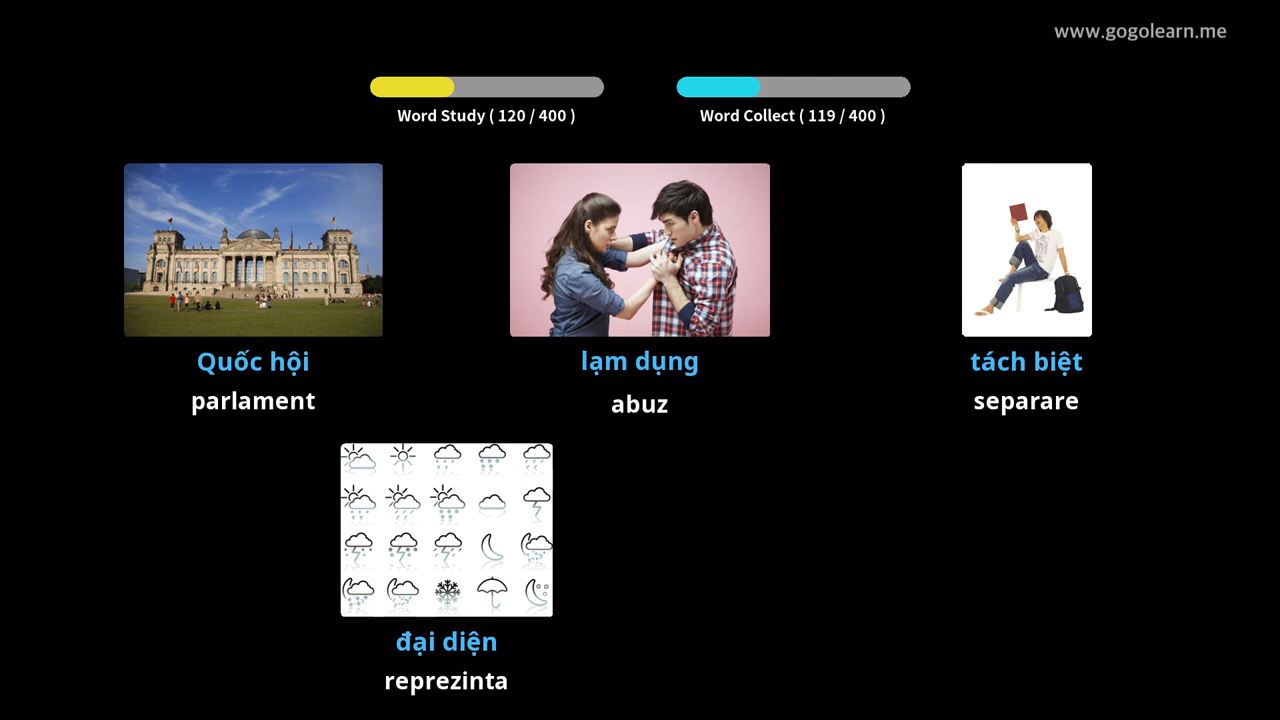 www.gogolearn.me
Word Study ( 120 / 400 )
Word Collect ( 119 / 400 )
Quốc hội
parlament
lạm dụng
abuz
tách biệt
separare
đại diện
reprezinta